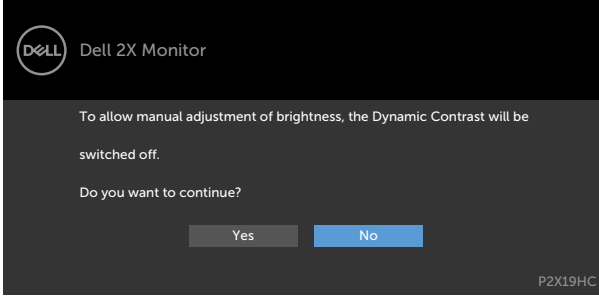 DELL
Dell 2X Monitor
To allow manual adjustment of brightness, the Dynamic Contrast will be
switched off.
Do you want to continue?
Yes No
P2X19HC